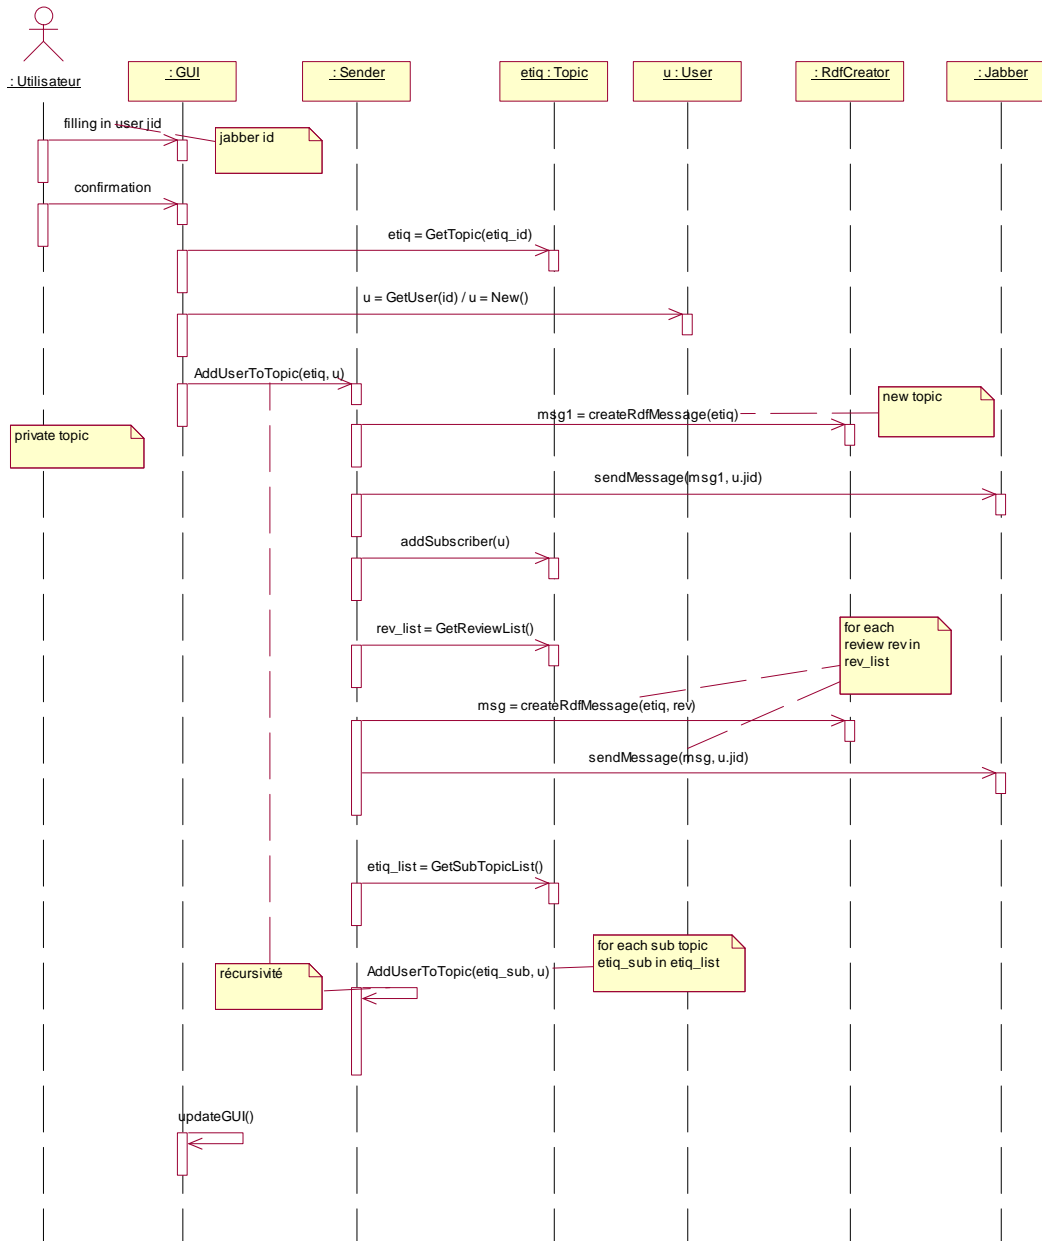 : Utilisateur
: GUI
: Sender
etiq : Topic
u : User
: RdfCreator
: Jabber
filling in user jid
jabber id
confirmation
etiq = GetTopic(etiq_id)
u = GetUser(id) / u = New()
AddUserToTopic(etiq, u)
new topic
msg1 = createRdfMessage(etiq)
private topic
sendMessage(msg1, u.jid)
addSubscriber(u)
rev_list = GetReviewList()
for each
review rev in
rev_list
msg = createRdfMessage(etiq, rev)
sendMessage(msg, u.jid)
etiq_list = GetSubTopicList()
for each sub topic
etiq_sub in etiq_list
récursivité
AddUserToTopic(etiq_sub, u)
updateGUI()